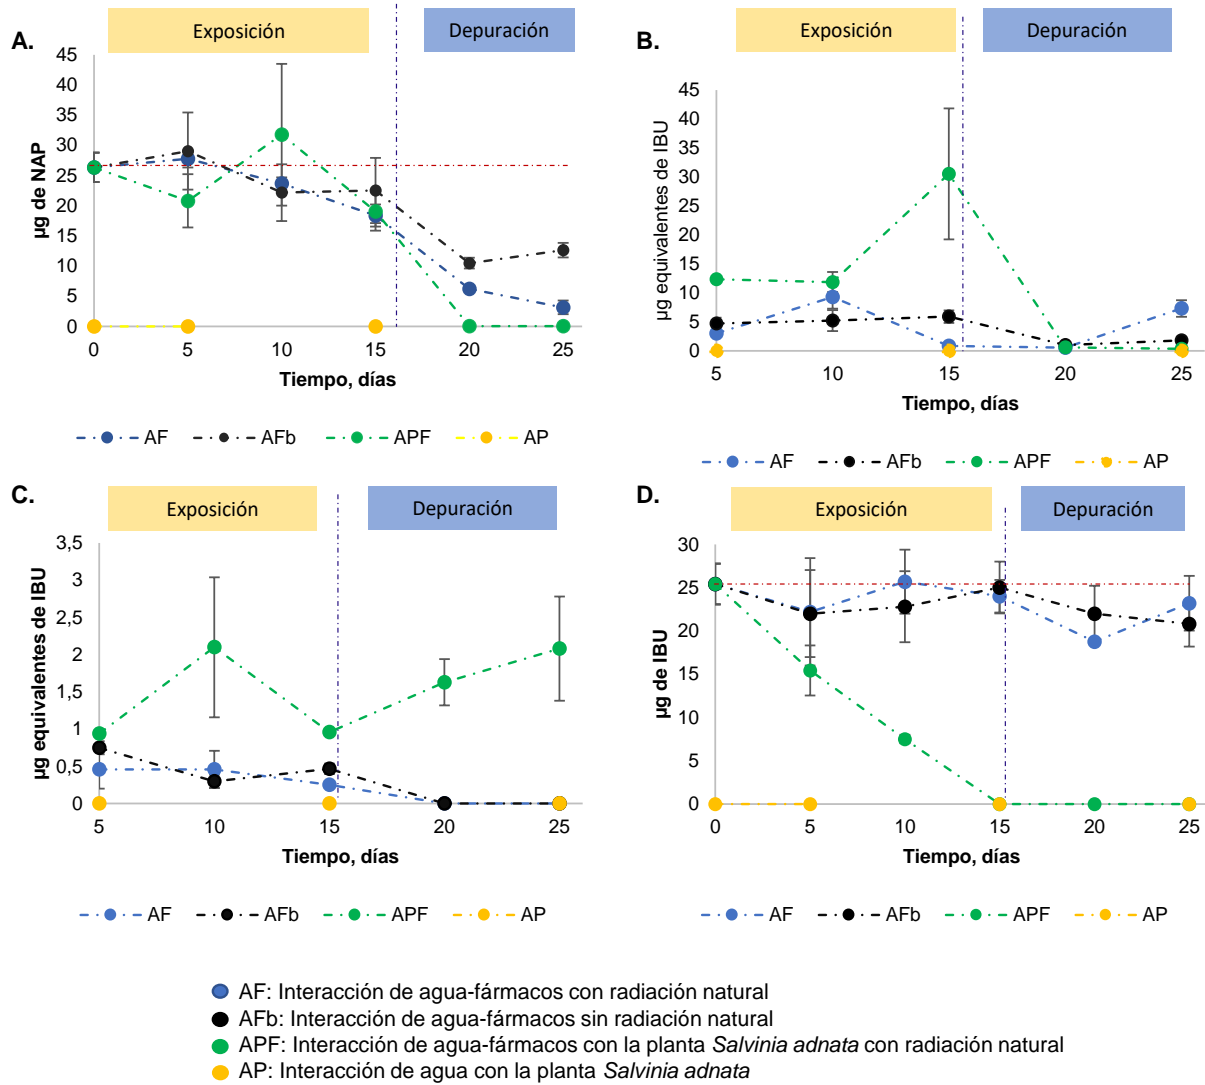 A.
Exposición
Depuración
µg de NAP
45
40
35
30
25
20
15
10
5
0
0
5
10
15
20
25
Tiempo, días
AF
AFb
APF
AP
B.
Exposición
Depuración
µg equivalentes de IBU
45
40
35
30
25
20
15
10
5
0
5
10
15
20
25
Tiempo, días
AF
AFb
APF
AP
C.
Exposición
Depuración
µg equivalentes de IBU
3,5
3
2,5
2
1,5
1
0,5
0
5
10
15
20
25
Tiempo, días
AF
AFb
APF
AP
D.
Exposición
Depuración
µg de IBU
30
25
20
15
10
5
0
0
5
10
15
20
25
Tiempo, días
AF
AFb
APF
AP
AF: Interacción de agua-fármacos con radiación natural
AFb: Interacción de agua-fármacos sin radiación natural
APF: Interacción de agua-fármacos con la planta Salvinia adnata con radiación natural
AP: Interacción de agua con la planta Salvinia adnata